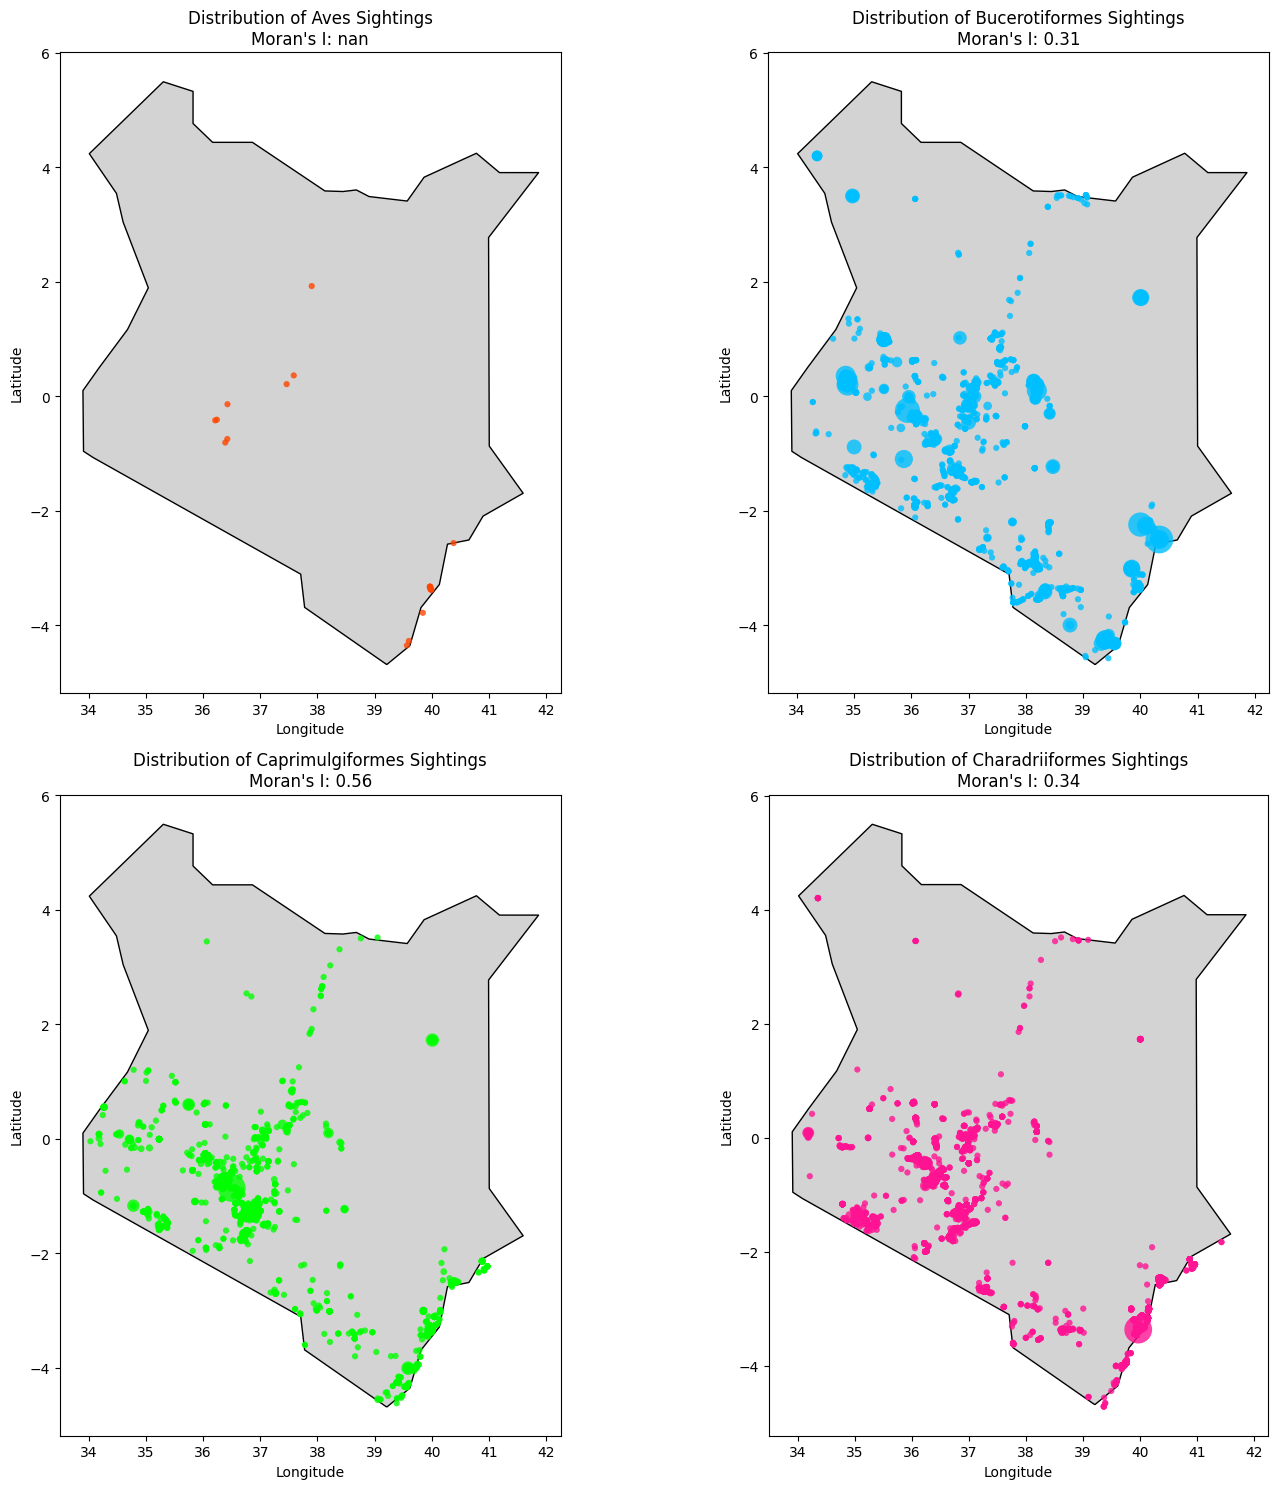 Distribution of Aves Sightings
Moran's I: nan
6
4
2
0
−2
−4
Latitude
34 35 36 37 38 39 40 41 42
Longitude
Distribution of Bucerotiformes Sightings
Moran's I: 0.31
6
4
2
0
−2
−4
Latitude
34 35 36 37 38 39 40 41 42
Longitude
Distribution of Caprimulgiformes Sightings
Moran's I: 0.56
6
4
2
0
−2
−4
Latitude
34 35 36 37 38 39 40 41 42
Longitude
Distribution of Charadriiformes Sightings
Moran's I: 0.34
6
4
2
0
−2
−4
Latitude
34 35 36 37 38 39 40 41 42
Longitude